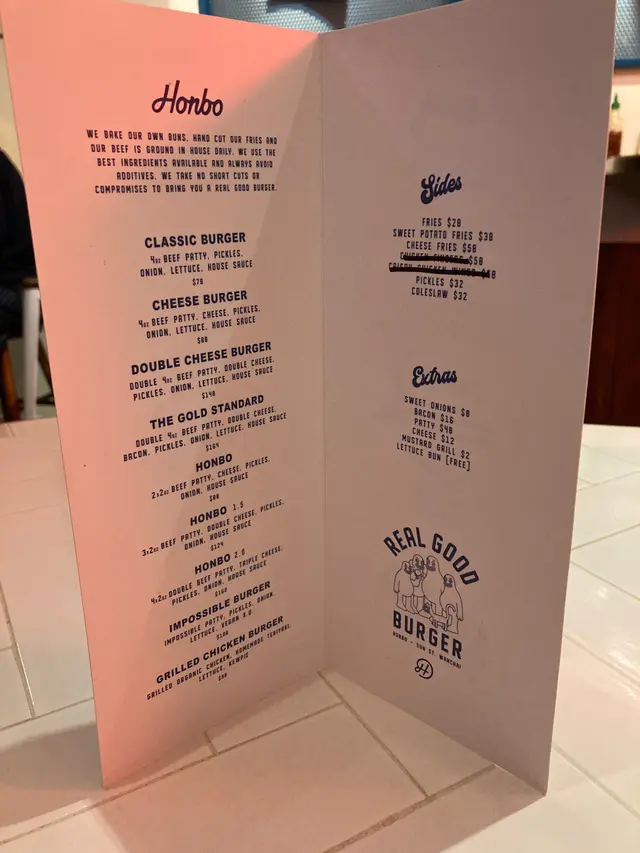 Honbo
WE BAKE OUR OWN BUNS, HAND CUT OUR FRIES AND
OUR BEEF IS GROUND IN HOUSE DAILY. WE USE THE
BEST INGREDIENTS AVAILABLE AND ALWAYS AVOID
ADDITIVES. WE TAKE NO SHORT CUTS OR
COMPROMISES TO BRING YOU A REAL GOOD BURGER.
CLASSIC BURGER
4oz BEEF PATTY, PICKLES,
ONION, LETTUCE, HOUSE SAUCE
$78
CHEESE BURGER
4oz BEEF PATTY, CHEESE, PICKLES,
ONION, LETTUCE, HOUSE SAUCE
DOUBLE CHEESE BURGER
DOUBLE 4oz BEEF PATTY, DOUBLE CHEESE,
PICKLES, ONION, LETTUCE, HOUSE SAUCE
THE GOLD STANDARD
DOUBLE 4oz BEEF PATTY, DOUBLE CHEESE,
BACON, PICKLES, ONION, LETTUCE, HOUSE SAUCE
HONBO
2x2oz BEEF PATTY, CHEESE, PICKLES,
ONION, HOUSE SAUCE
HONBO 1.5
3x2oz BEEF PATTY, DOUBLE CHEESE, PICKLES,
ONION, HOUSE SAUCE
$124
HONBO 2.0
4x2oz DOUBLE BEEF PATTY, TRIPLE CHEESE,
PICKLES, ONION, HOUSE SAUCE
IMPOSSIBLE BURGER
IMPOSSIBLE PATTY, PICKLES, ONION,
LETTUCE, VEGAN
GRILLED CHICKEN BURGER
GRILLED ORGANIC CHICKEN, HOMEMADE TERIYAKI,
LETTUCE, KEWPIE
Sides
FRIES $28
SWEET POTATO FRIES $38
CHEESE FRIES $58
$58
PICKLES $32
COLESLAW $32
Extras
SWEET ONIONS $8
BACON $16
PATTY $48
CHEESE $12
MUSTARD GRILL $2
LETTUCE BUN [FREE]
REAL GOOD
BURGER
HONBO - SUN ST. WANCHAI
H